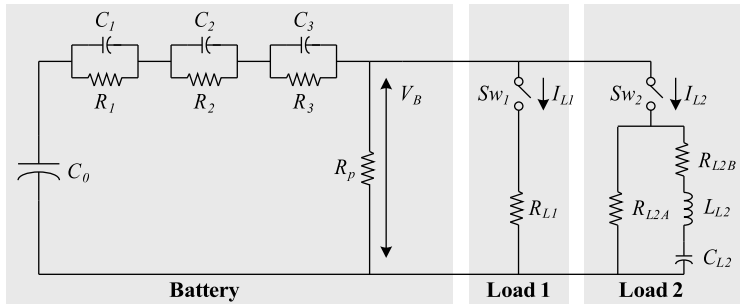 C1 C2 C3
R1 R2 R3
C0
Rp
VB
Sw1 IL1
RL1
Sw2 IL2
RL2B
RL2A LL2
CL2
Battery Load 1 Load 2